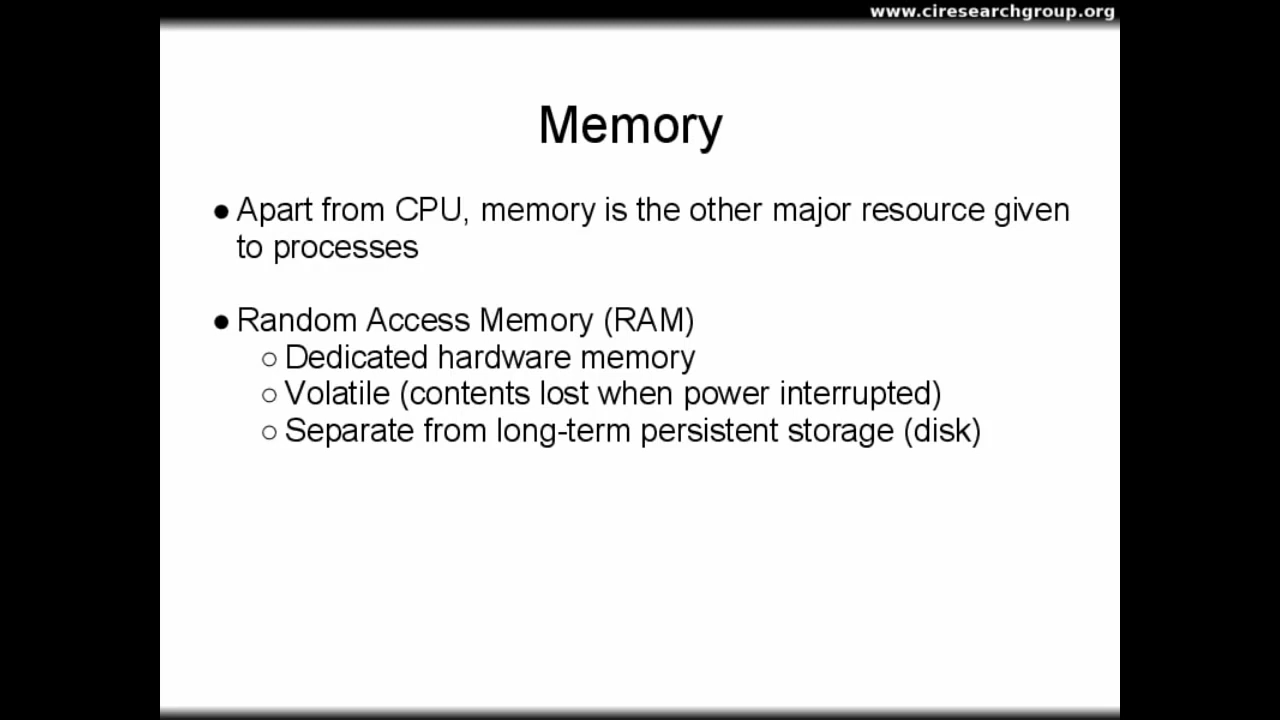 www.ciresearchgroup.org
Memory
● Apart from CPU, memory is the other major resource given
to processes
● Random Access Memory (RAM)
○ Dedicated hardware memory
○ Volatile (contents lost when power interrupted)
○ Separate from long-term persistent storage (disk)